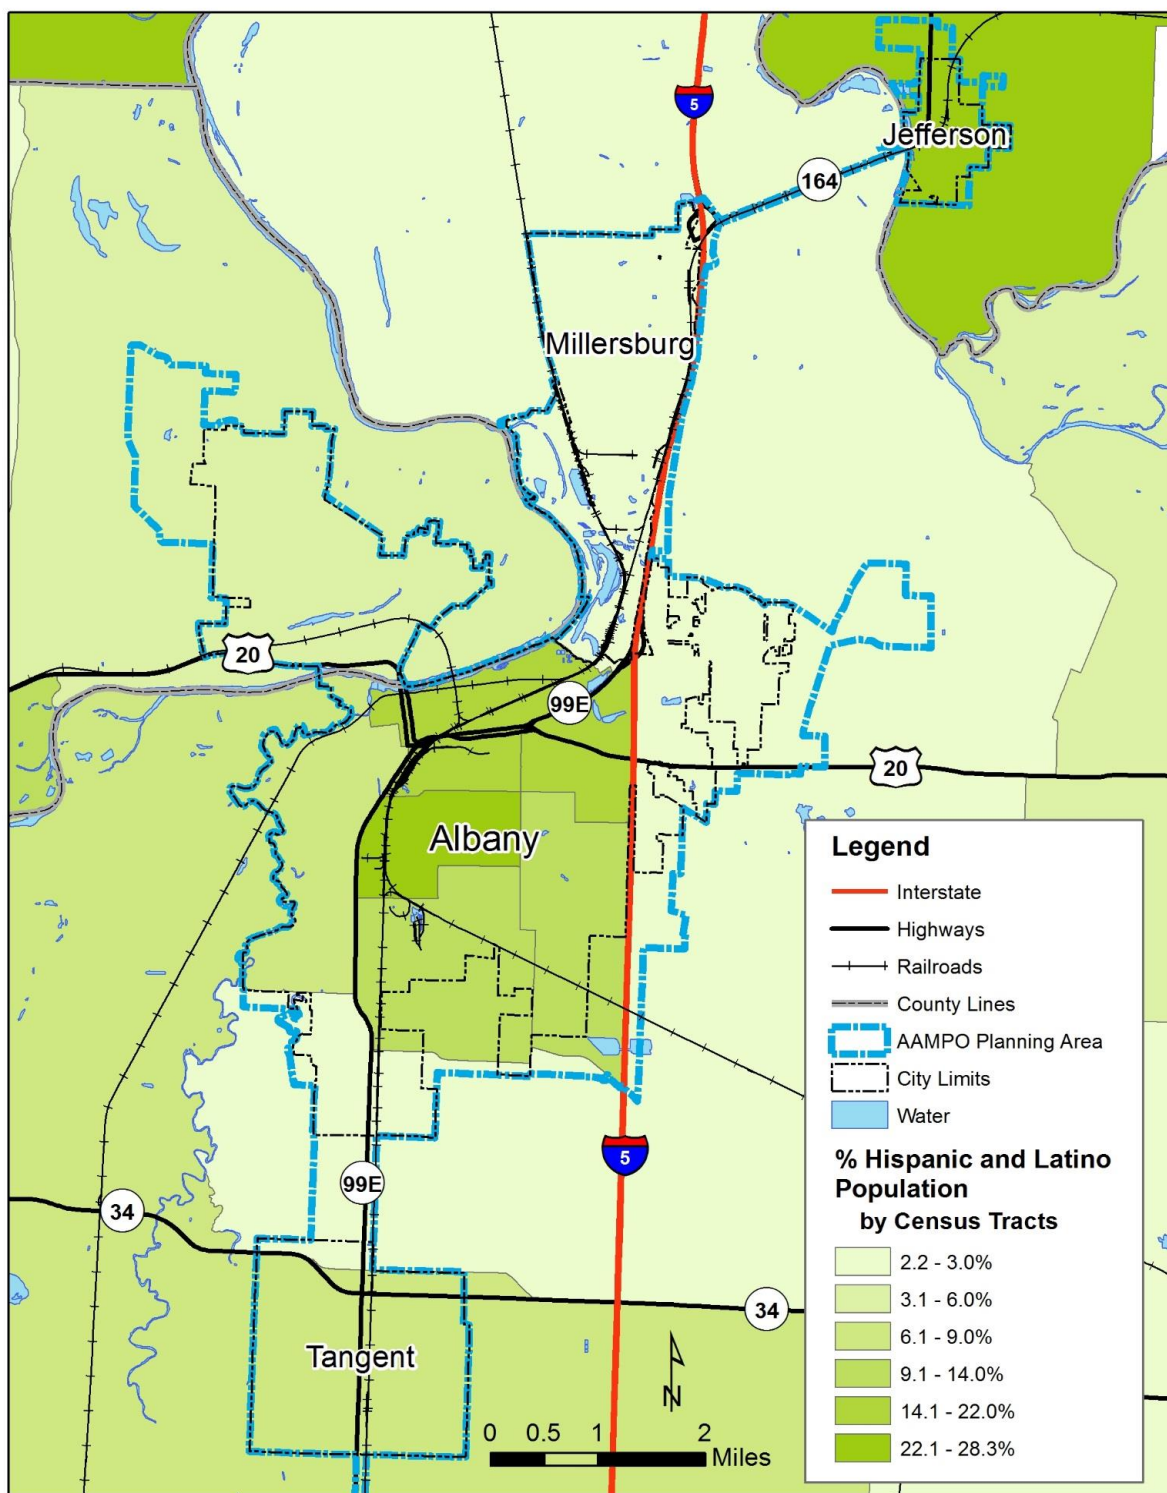 5
Jefferson
164
Millersburg
20
99E
20
Albany
5
99E
34
34
Tangent
N
0 0.5 1 2
Miles
Legend
Interstate
Highways
Railroads
County Lines
AAMPO Planning Area
City Limits
Water
% Hispanic and Latino
Population
by Census Tracts
2.2 - 3.0%
3.1 - 6.0%
6.1 - 9.0%
9.1 - 14.0%
14.1 - 22.0%
22.1 - 28.3%